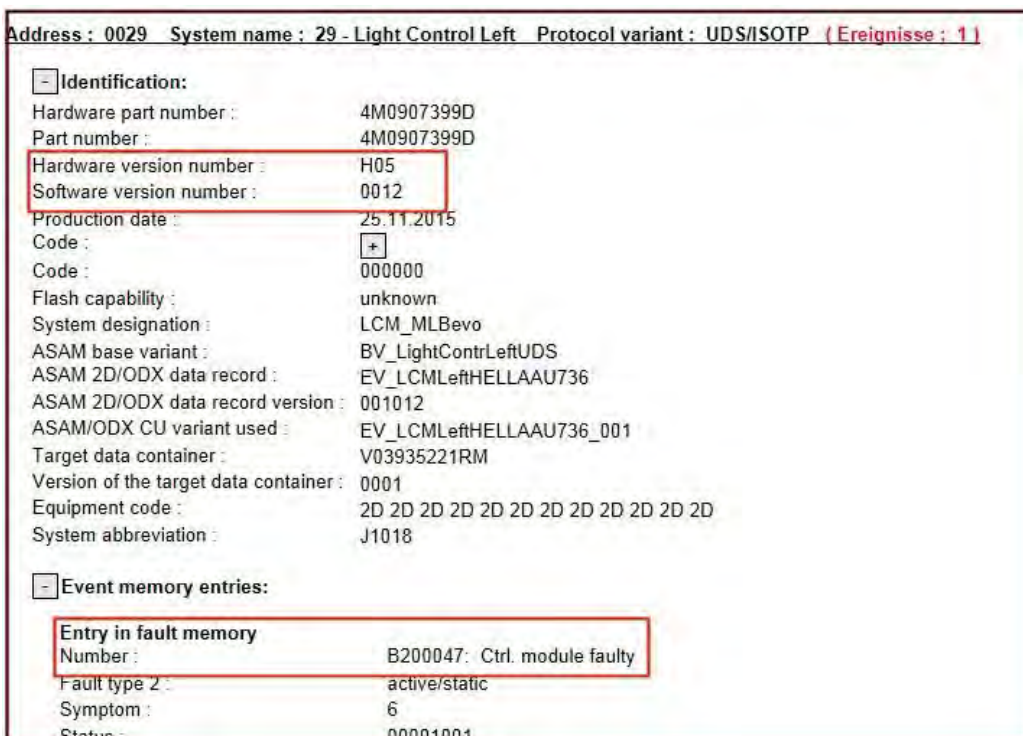 Address : 0029 System name : 29 - Light Control Left Protocol variant : UDS/ISOTP ( Ereignisse : 1 )
- Identification:
Hardware part number : 4M0907399D
Part number : 4M0907399D
Hardware version number : H05
Software version number : 0012
Production date : 25.11.2015
Code : +
Code : 000000
Flash capability : unknown
System designation : LCM_MLBevo
ASAM base variant : BV_LightContrLeftUDS
ASAM 2D/ODX data record : EV_LCMLeftHELLAAU736
ASAM 2D/ODX data record version : 001012
ASAM/ODX CU variant used : EV_LCMLeftHELLAAU736_001
Target data container : V03935221RM
Version of the target data container : 0001
Equipment code : 2D 2D 2D 2D 2D 2D 2D 2D 2D 2D 2D 2D
System abbreviation : J1018
- Event memory entries:
Entry in fault memory
Number : B200047: Ctrl. module faulty
Fault type 2 : active/static
Symptom : 6
Status : 00001001